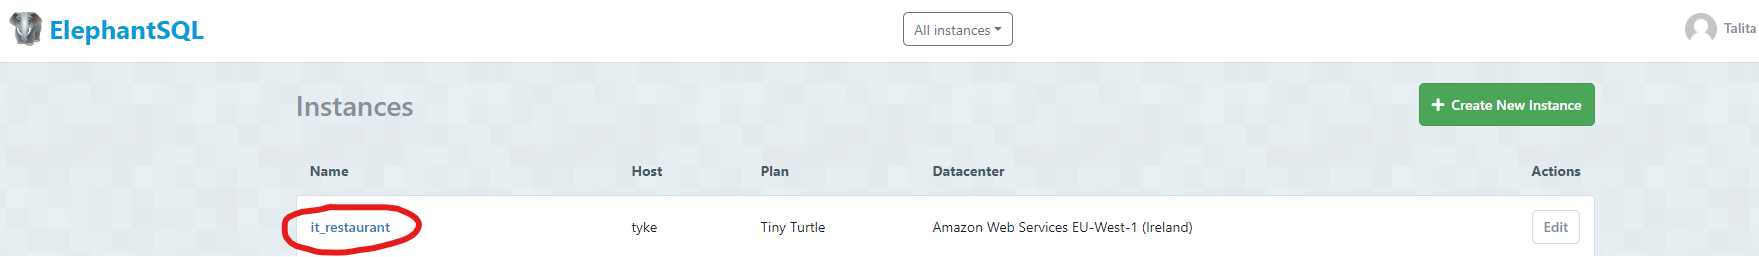 ElephantSQL All instances Talita
Instances + Create New Instance
Name Host Plan Datacenter Actions
it_restaurant tyke Tiny Turtle Amazon Web Services EU-West-1 (Ireland) Edit